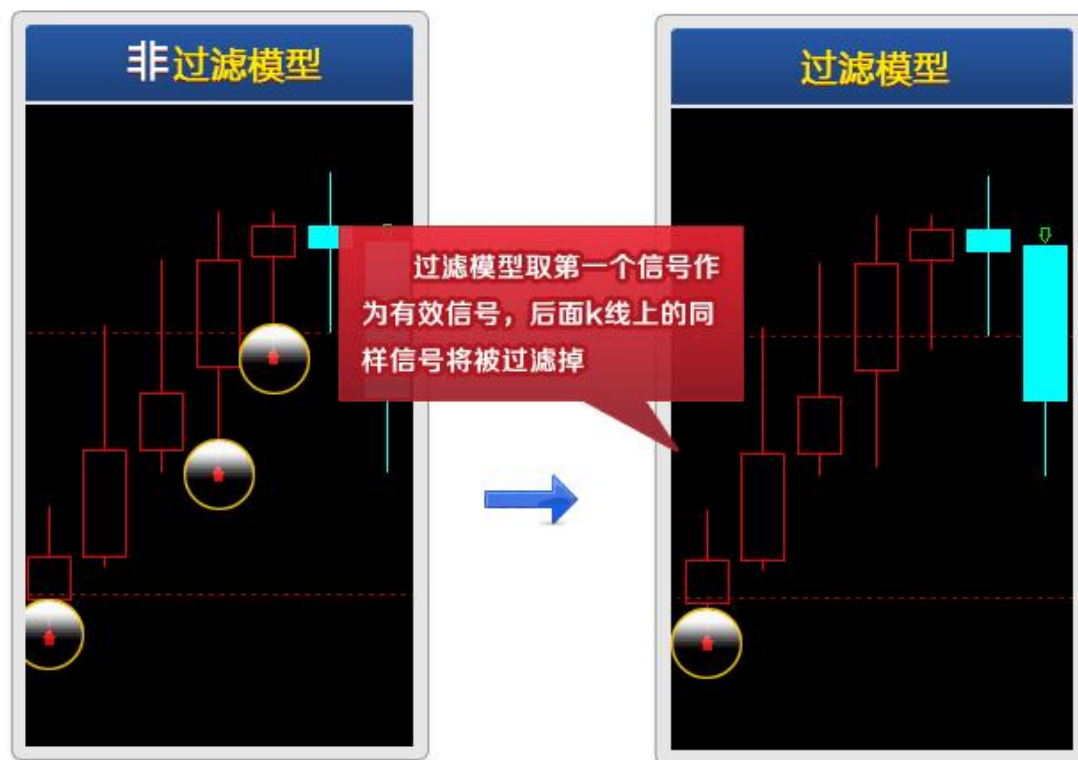 非过滤模型
过滤模型
过滤模型取第一个信号作
为有效信号，后面k线上的同
样信号将被过滤掉